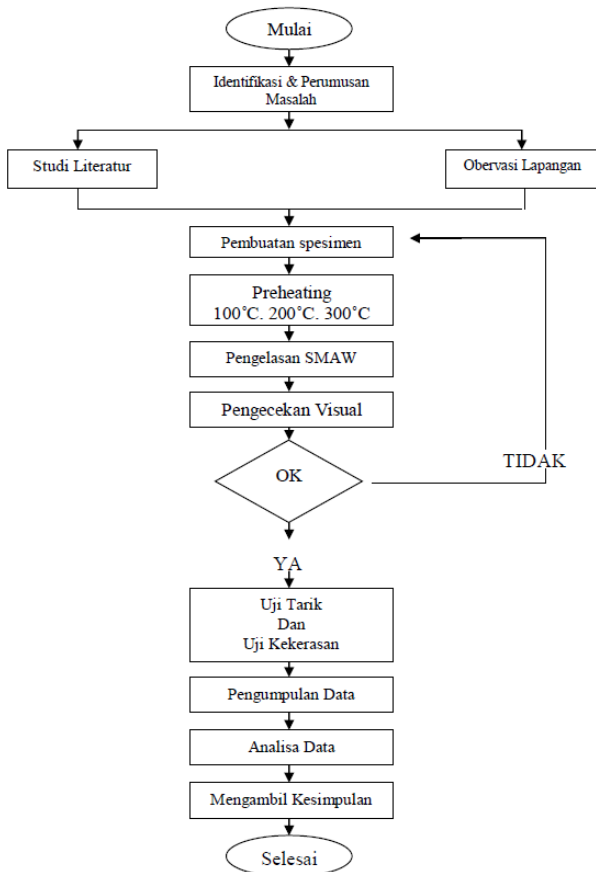 Mulai
Identifikasi & Perumusan
Masalah
Studi Literatur
Obervasi Lapangan
Pembuatan spesimen
Preheating
100˚C. 200˚C. 300˚C
Pengelasan SMAW
Pengecekan Visual
OK
TIDAK
YA
Uji Tarik
Dan
Uji Kekerasan
Pengumpulan Data
Analisa Data
Mengambil Kesimpulan
Selesai